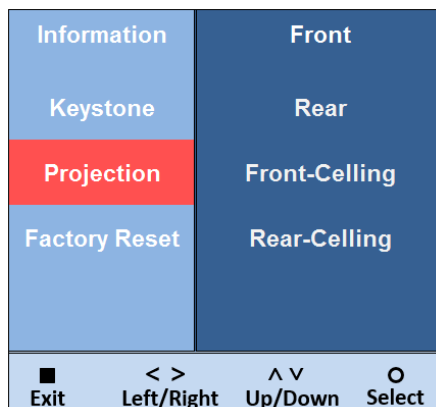 Information
Front
Keystone
Rear
Projection
Front-Celling
Factory Reset
Rear-Celling
< >
∧ ∨
Exit
Left/Right
Up/Down
Select